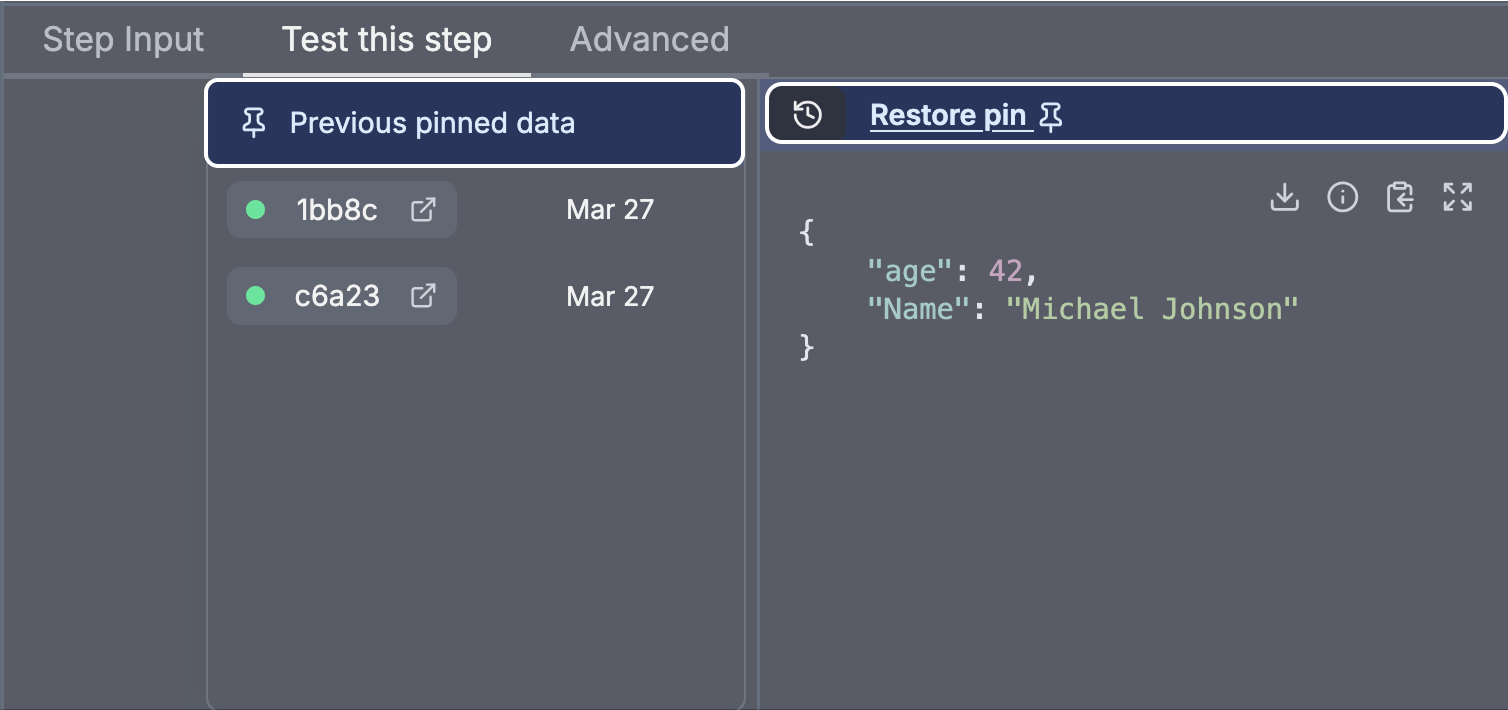 Step Input Test this step Advanced
Previous pinned data
1bb8c Mar 27
c6a23 Mar 27
Restore pin
{
"age": 42,
"Name": "Michael Johnson"
}